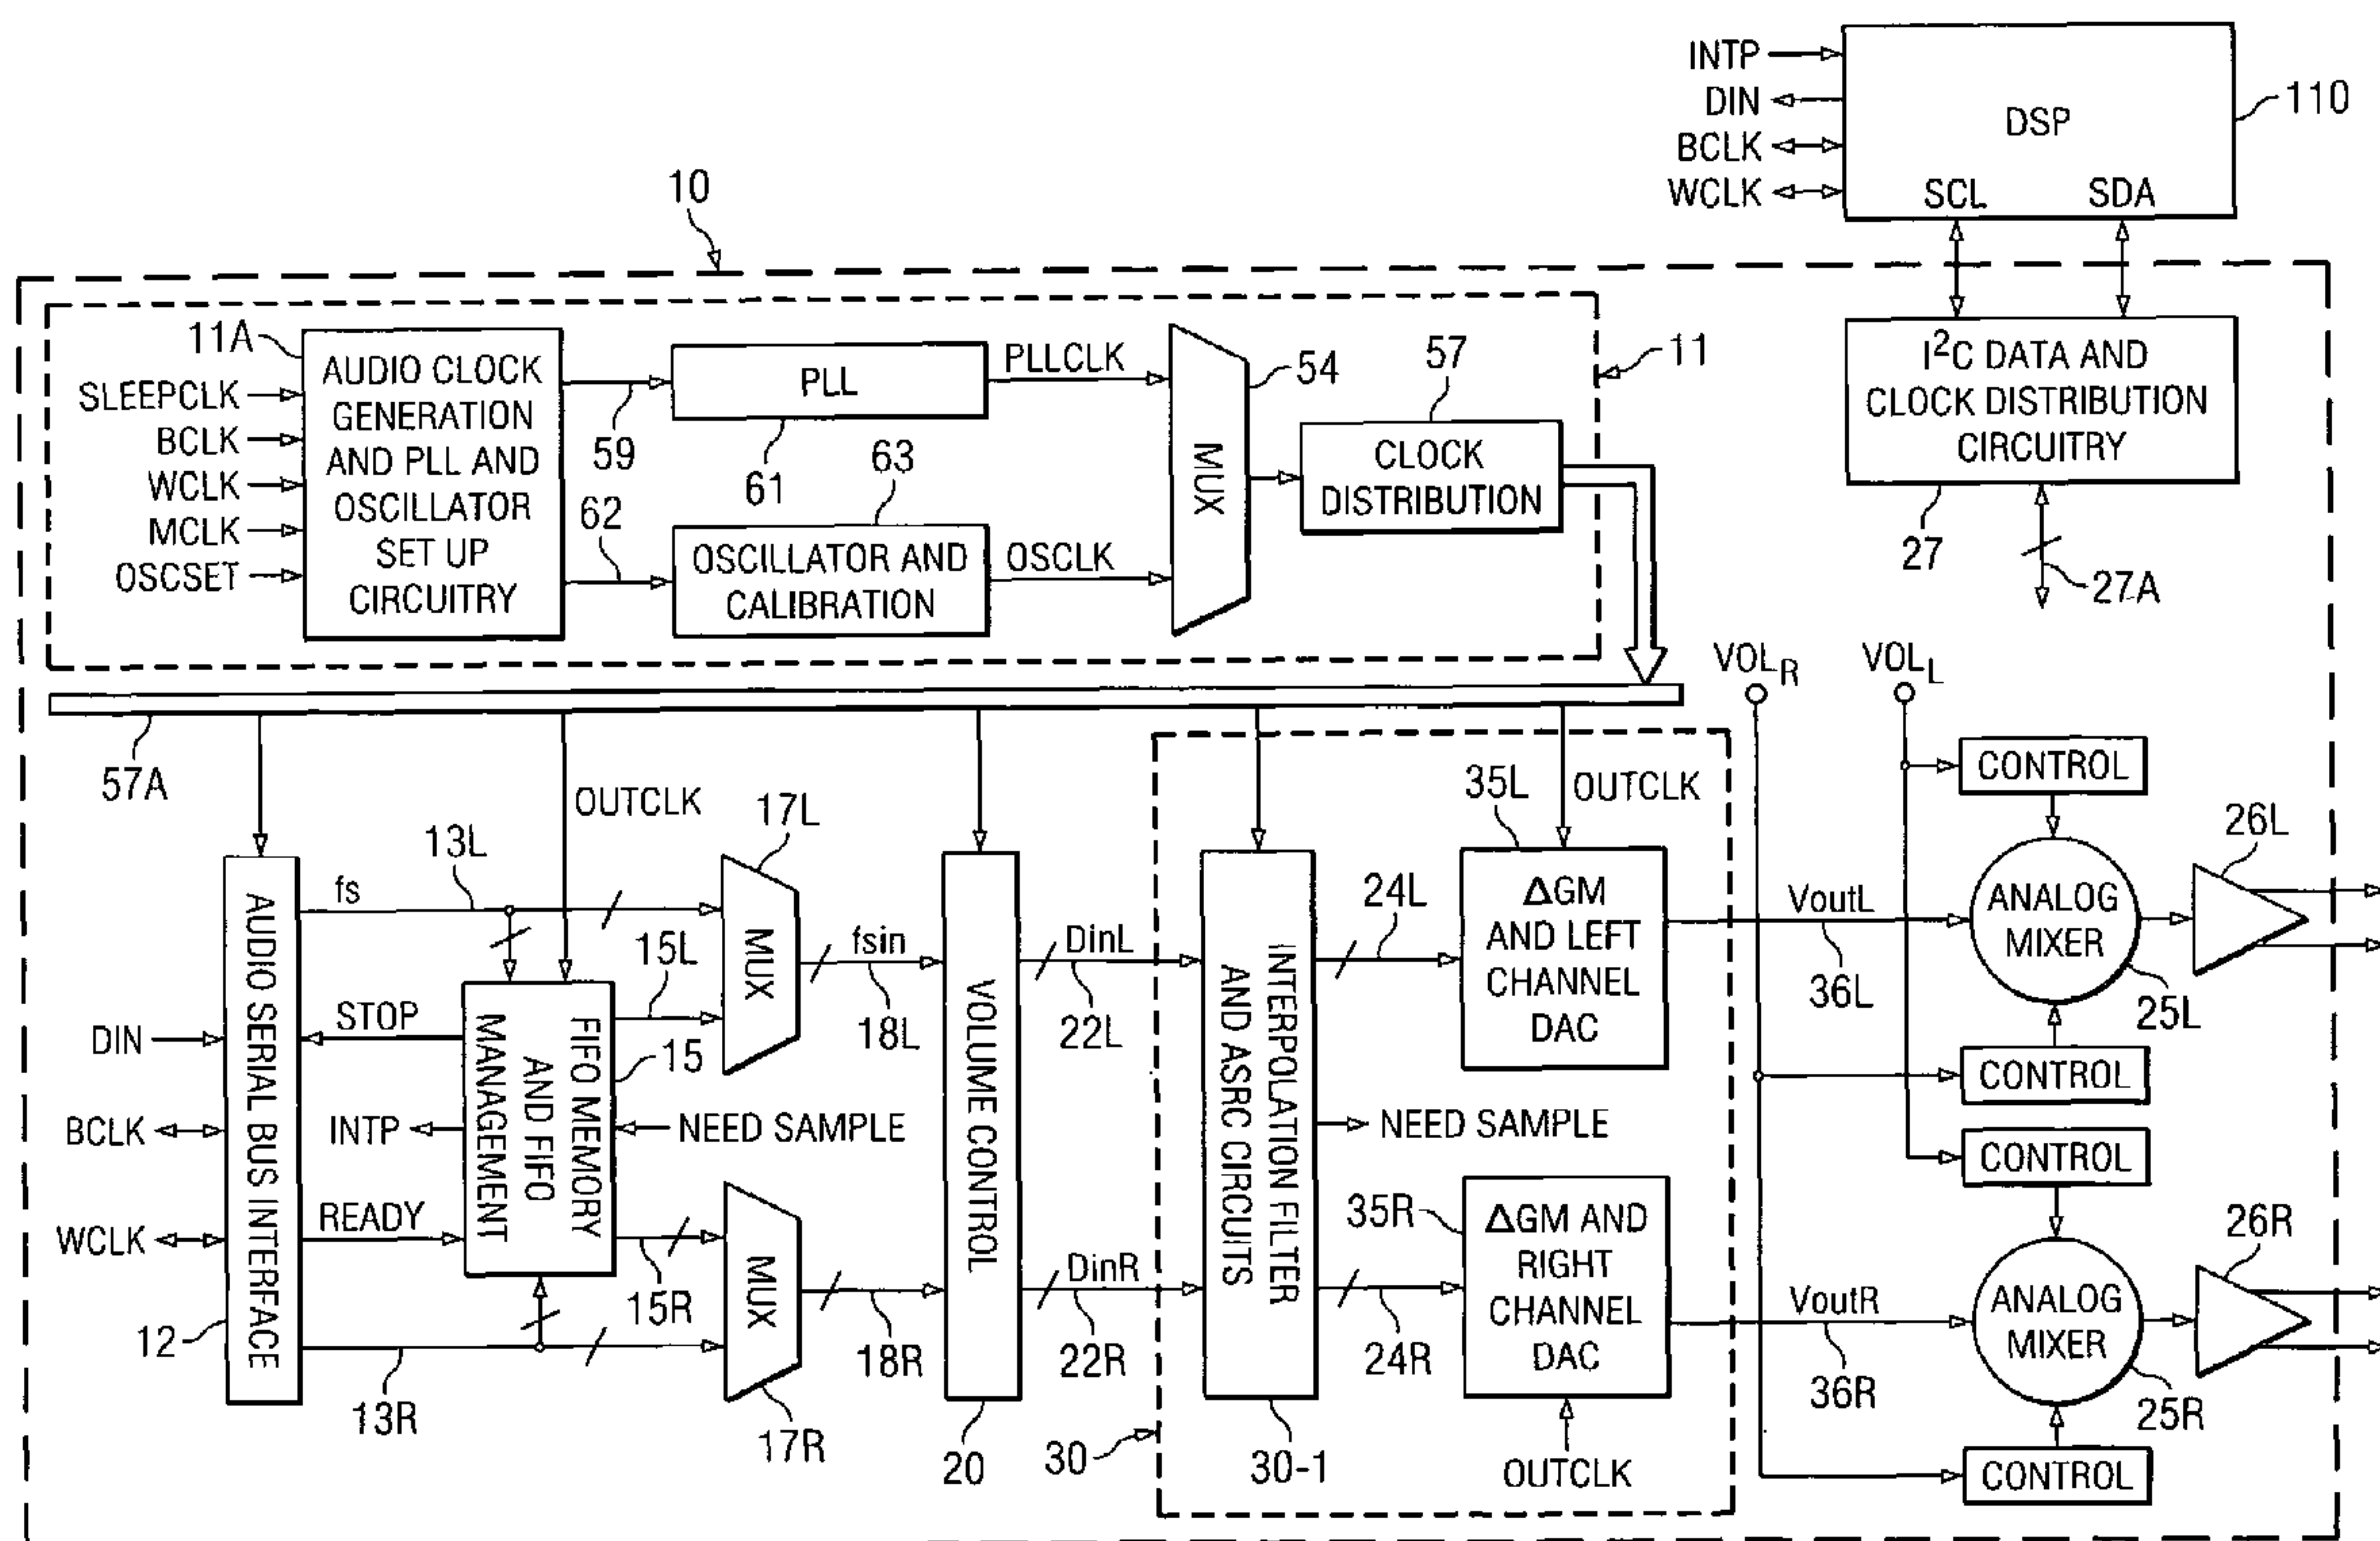 INTP
DIN
BCLK
WCLK
DSP
SCL SDA
110
10
11A
SLEEPCLK
BCLK
WCLK
MCLK
OSCSET
AUDIO CLOCK
GENERATION
AND PLL AND
OSCILLATOR
SET UP
CIRCUITRY
59
62
PLL
61
63
OSCILLATOR AND
CALIBRATION
PLLCLK
OSCLK
MUX
54
57
CLOCK
DISTRIBUTION
11
I²C DATA AND
CLOCK DISTRIBUTION
CIRCUITRY
27
27A
VOLR
VOLL
57A
OUTCLK
13L
fs
17L
MUX
15L
fsin
18L
AUDIO SERIAL BUS INTERFACE
DIN
BCLK
WCLK
12
STOP
INTP
READY
FIFO MEMORY
AND FIFO
MANAGEMENT
15
NEED SAMPLE
15R
MUX
13R
17R
18R
VOLUME CONTROL
20
DinL
22L
DinR
22R
30
INTERPOLATION FILTER
AND ASRC CIRCUITS
30-1
24L
NEED SAMPLE
24R
35L
OUTCLK
ΔGM
AND LEFT
CHANNEL
DAC
35R
ΔGM AND
RIGHT
CHANNEL
DAC
OUTCLK
VoutL
36L
VoutR
36R
CONTROL
ANALOG
MIXER
25L
26L
CONTROL
CONTROL
ANALOG
MIXER
25R
26R
CONTROL